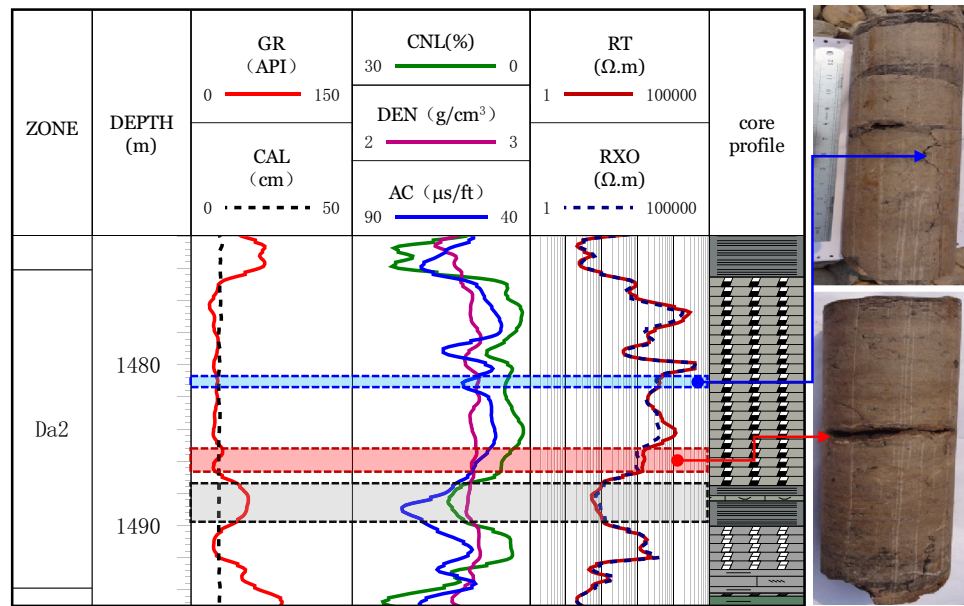 ZONE
DEPTH
(m)
GR
（API）
0 150
CAL
(cm)
0 50
CNL(%)
30 0
DEN（g/cm³）
2 3
AC（μs/ft）
90 40
RT
(Ω.m)
1 100000
RXO
(Ω.m)
1 100000
core
profile
1480
Da2
1490